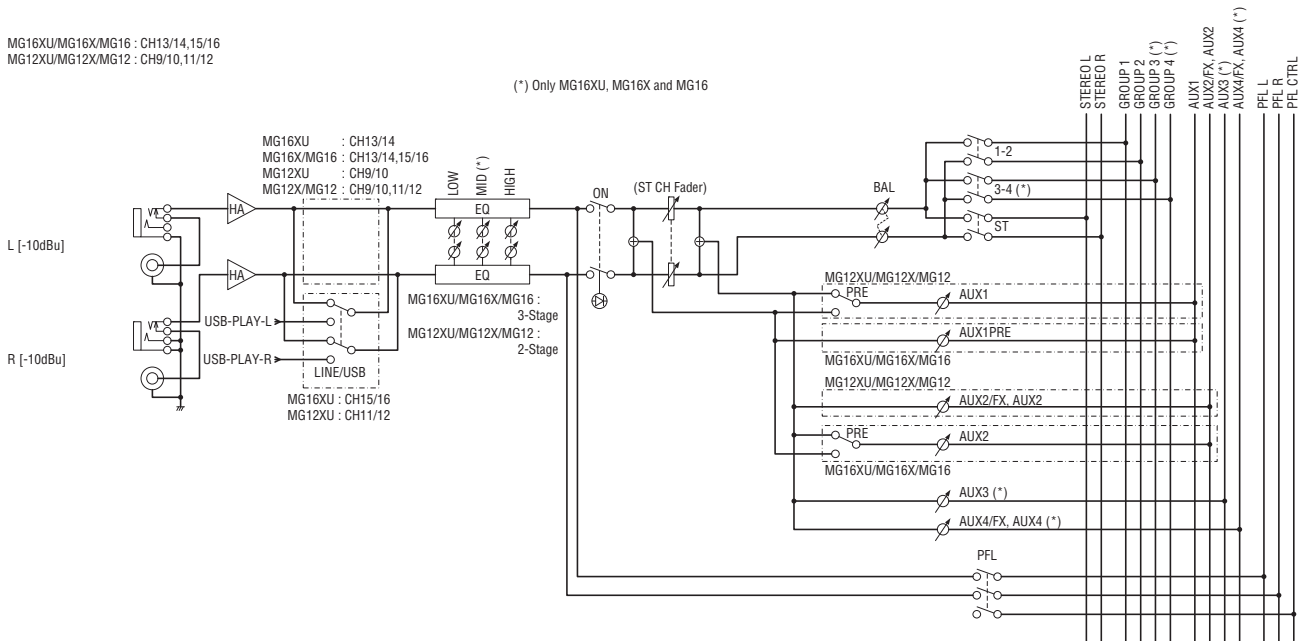 MG16XU/MG16X/MG16 : CH13/14,15/16
MG12XU/MG12X/MG12 : CH9/10,11/12
(*) Only MG16XU, MG16X and MG16
STEREO L
STEREO R
GROUP 1
GROUP 2
GROUP 3 (*)
GROUP 4 (*)
AUX1
AUX2/FX, AUX2
AUX3 (*)
AUX4/FX, AUX4 (*)
PFL L
PFL R
PFL CTRL
MG16XU : CH13/14
MG16X/MG16 : CH13/14,15/16
MG12XU : CH9/10
MG12X/MG12 : CH9/10,11/12
LOW
MID (*)
HIGH
ON
(ST CH Fader)
BAL
1-2
3-4 (*)
ST
HA
EQ
L [-10dBu]
HA
EQ
MG16XU/MG16X/MG16 :
3-Stage
MG12XU/MG12X/MG12 :
2-Stage
USB-PLAY-L
USB-PLAY-R
LINE/USB
R [-10dBu]
MG16XU : CH15/16
MG12XU : CH11/12
MG12XU/MG12X/MG12
PRE
AUX1
AUX1PRE
MG16XU/MG16X/MG16
MG12XU/MG12X/MG12
AUX2/FX, AUX2
PRE
AUX2
MG16XU/MG16X/MG16
AUX3 (*)
AUX4/FX, AUX4 (*)
PFL